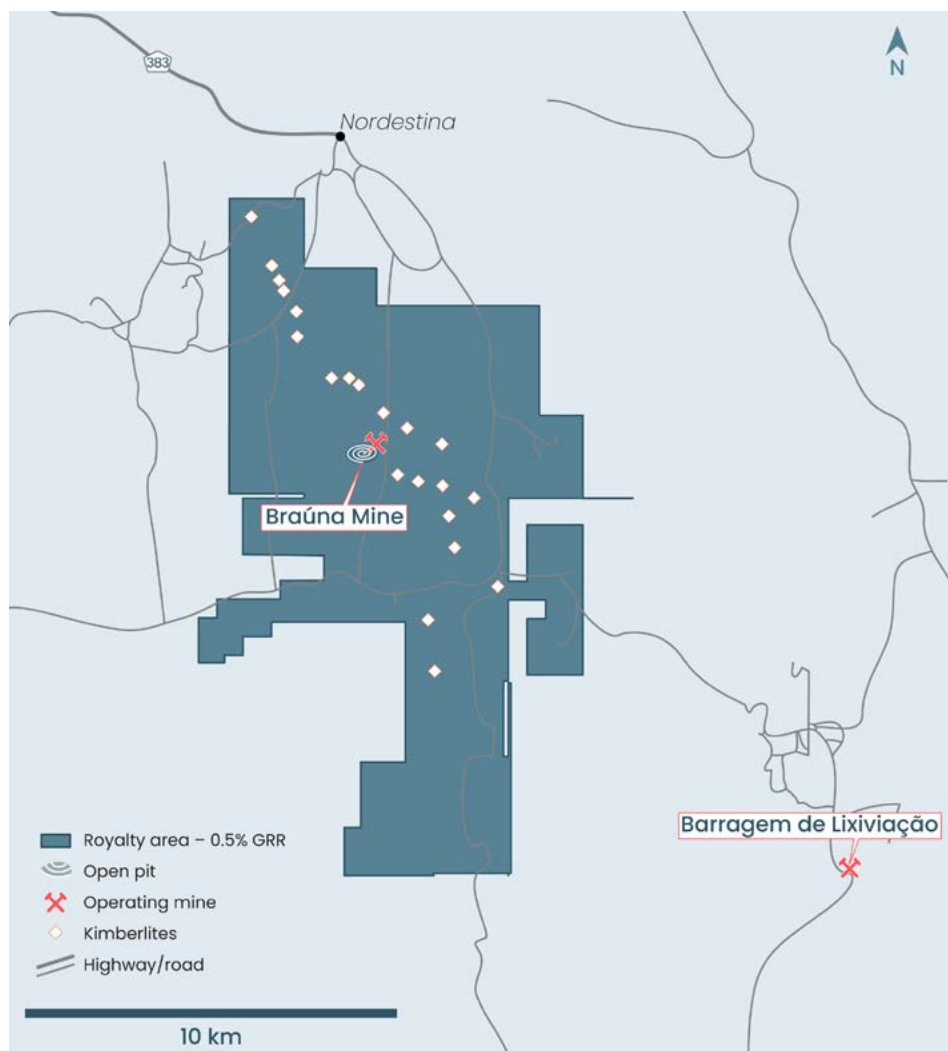 383
N
Nordestina
Braúna Mine
Barragem de Lixiviação
Royalty area – 0.5% GRR
Open pit
Operating mine
Kimberlites
Highway/road
10 km